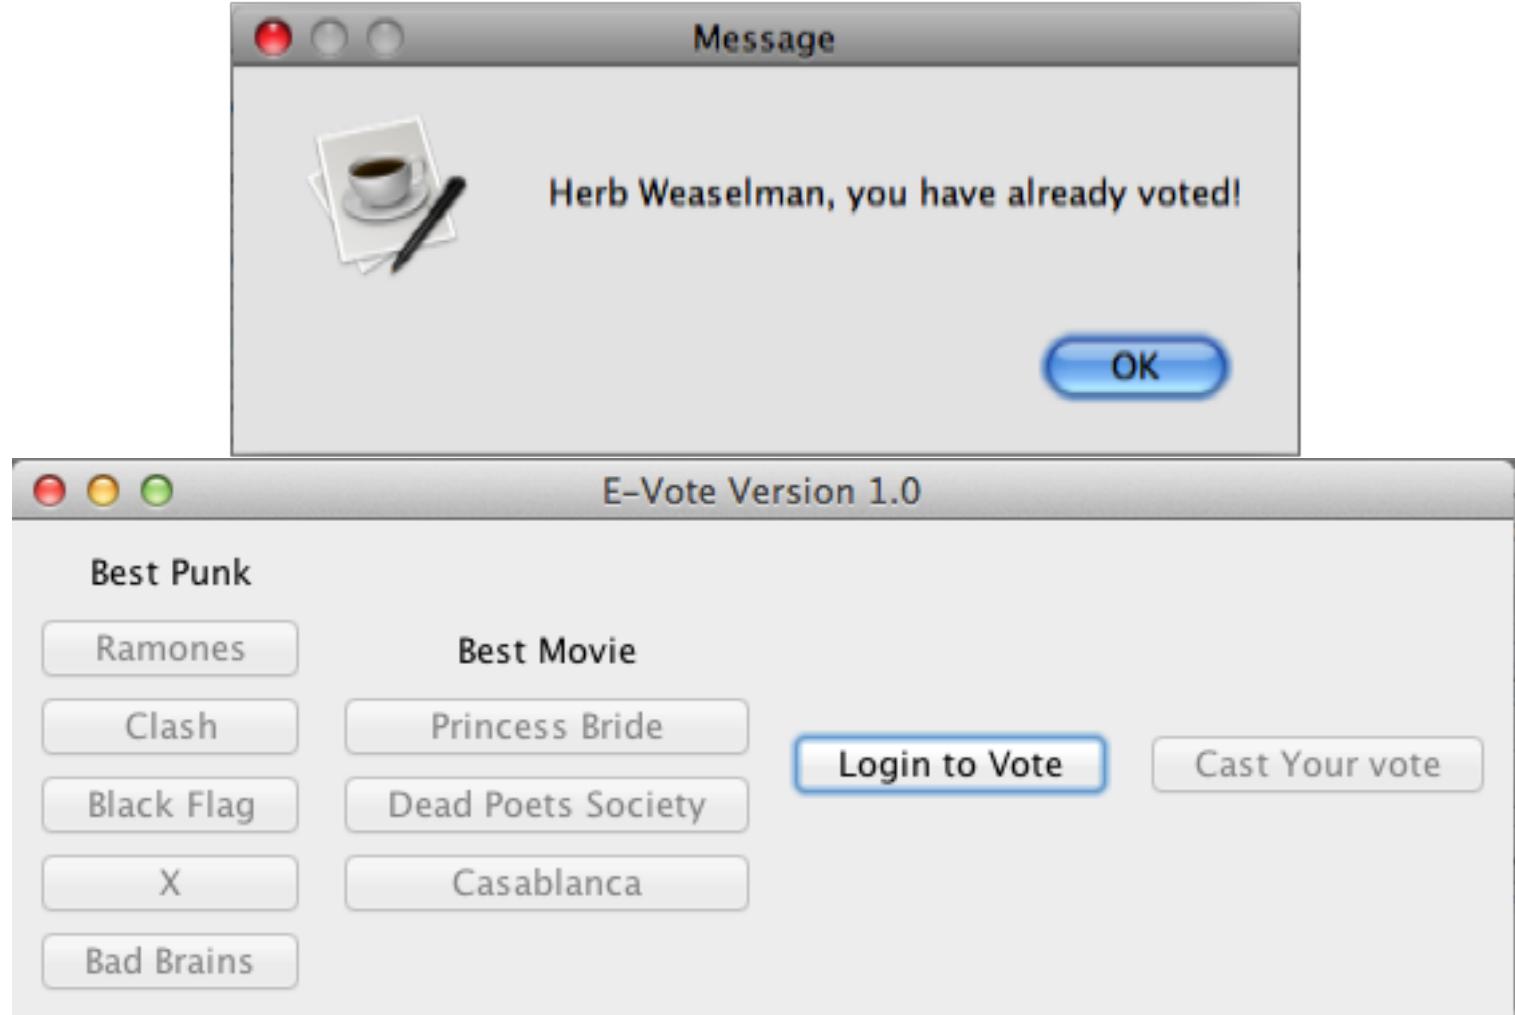 Message
Herb Weaselman, you have already voted!
OK
E-Vote Version 1.0
Best Punk
Ramones
Clash
Black Flag
X
Bad Brains
Best Movie
Princess Bride
Dead Poets Society
Casablanca
Login to Vote
Cast Your vote